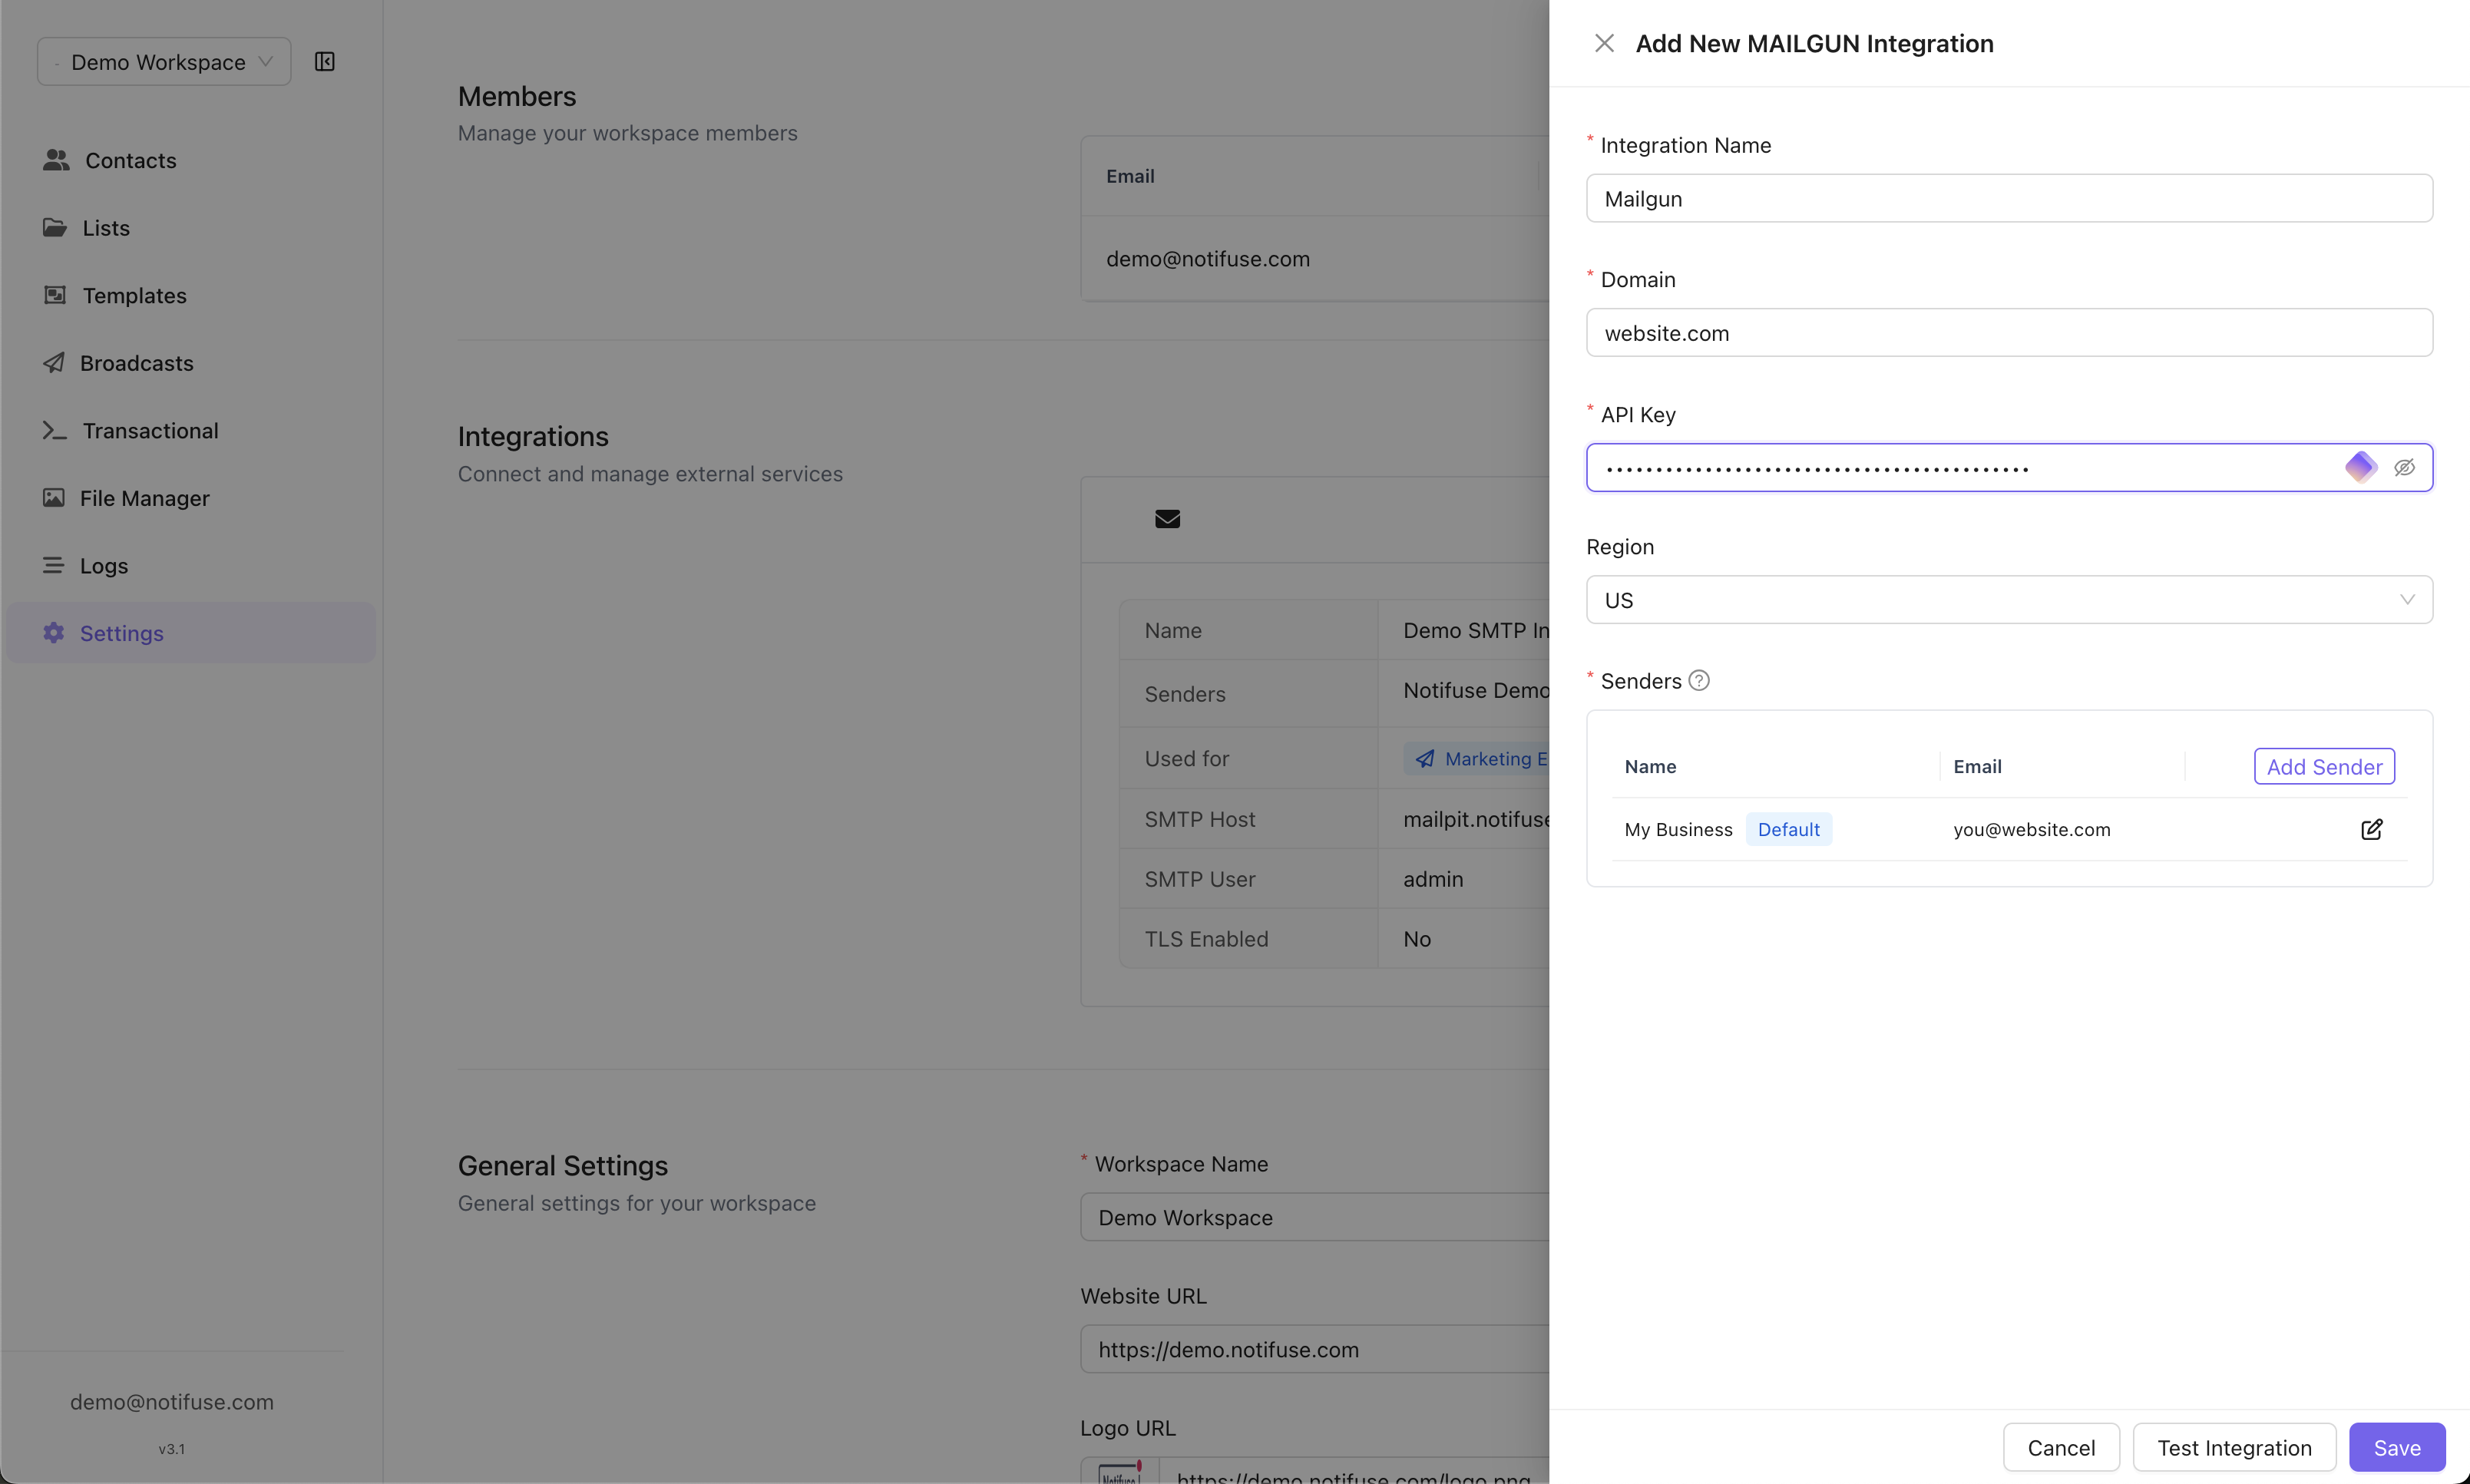 Demo Workspace
Contacts
Lists
Templates
Broadcasts
Transactional
File Manager
Logs
Settings
demo@notifuse.com
v3.1
Members
Manage your workspace members
Email
demo@notifuse.com
Integrations
Connect and manage external services
Name
Demo SMTP In
Senders
Notifuse Demo
Used for
Marketing E
SMTP Host
mailpit.notifuse
SMTP User
admin
TLS Enabled
No
General Settings
General settings for your workspace
* Workspace Name
Demo Workspace
Website URL
https://demo.notifuse.com
Logo URL
Notifuse
https://demo.notifuse.com/logo.png
Add New MAILGUN Integration
* Integration Name
Mailgun
* Domain
website.com
* API Key
Region
US
* Senders
Name
Email
Add Sender
My Business
Default
you@website.com
Cancel
Test Integration
Save